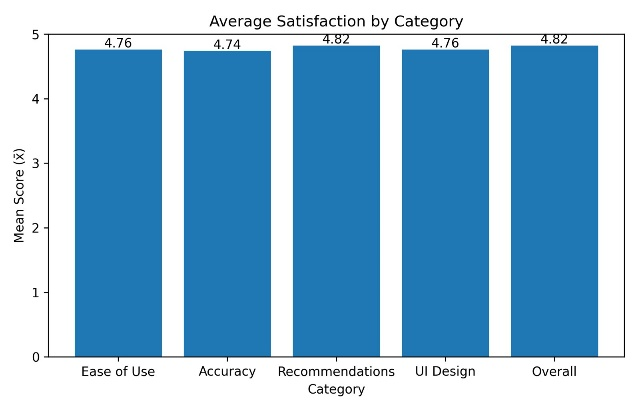 Average Satisfaction by Category
Mean Score (x̄)
5
4
3
2
1
0
4.76
4.74
4.82
4.76
4.82
Ease of Use
Accuracy
Recommendations
UI Design
Overall
Category